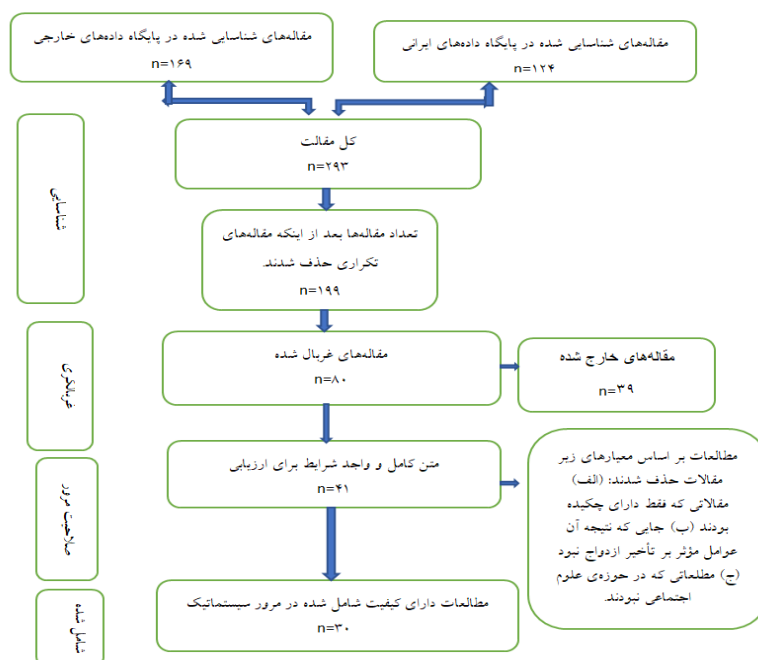 مقاله‌های شناسایی شده در پایگاه داده‌های ایرانی
n=۱۲۴
مقاله‌های شناسایی شده در پایگاه داده‌های خارجی
n=۱۶۹
شناسایی
کل مقالت
n=۲۹۳
تعداد مقاله‌ها بعد از اینکه مقاله‌های
تکراری حذف شدند.
n=۱۹۹
غربالگری
مقاله‌های غربال شده
n=۸۰
مقاله‌های خارج شده
n=۳۹
صلاحیت مرور
متن کامل و واجد شرایط برای ارزیابی
n=۴۱
مطالعات بر اساس معیارهای زیر
مقالات حذف شدند: (الف)
مقالاتی که فقط دارای چکیده
بودند (ب) جایی که نتیجه آن
عوامل مؤثر بر تأخیر ازدواج نبود
(ج) مطلعاتی که در حوزه‌ی علوم
اجتماعی نبودند.
شامل شده
مطالعات دارای کیفیت شامل شده در مرور سیستماتیک
n=۳۰